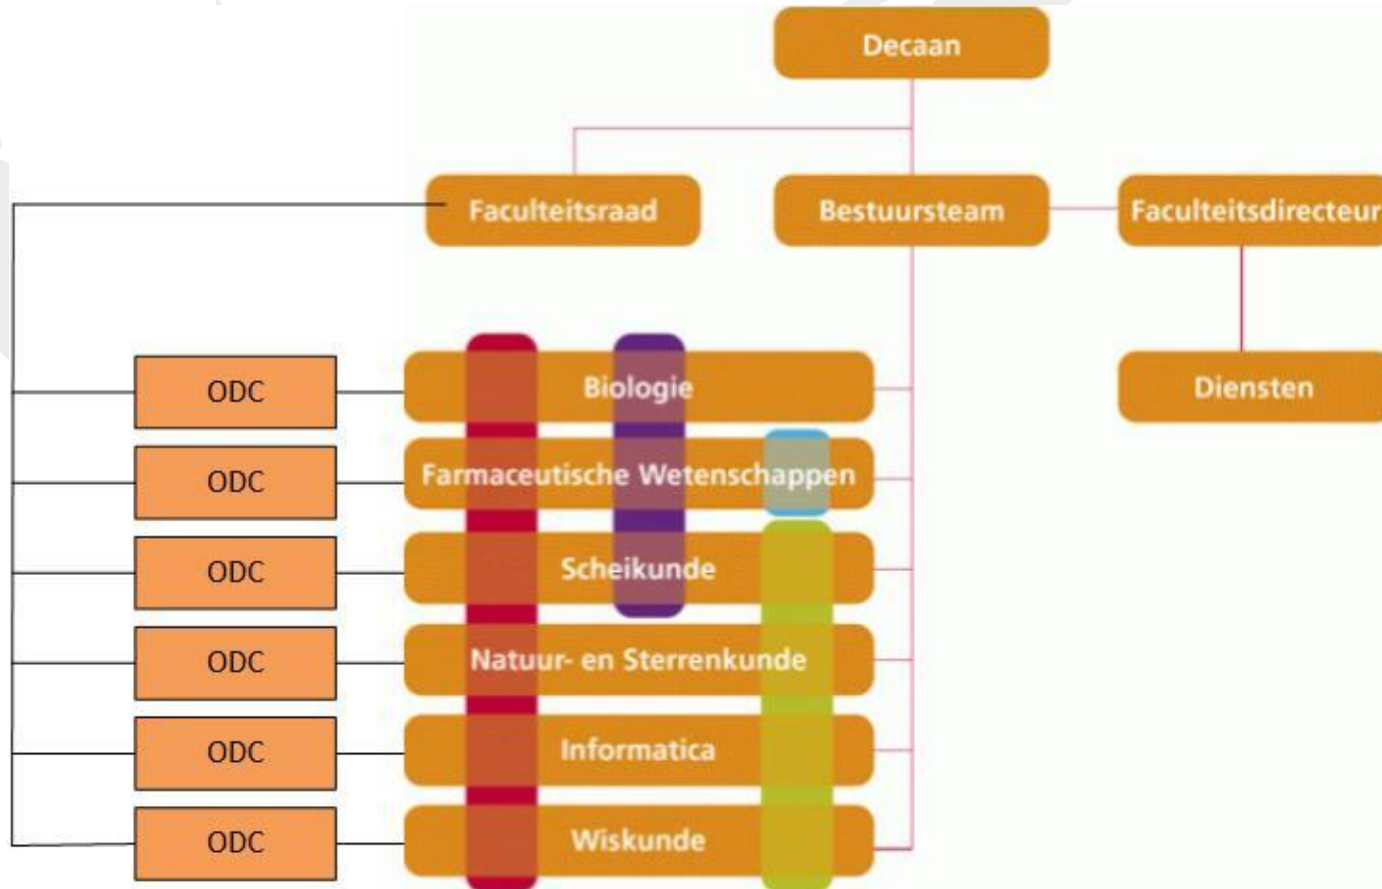 Decaan
Faculteitsraad
Bestuursteam
Faculteitsdirecteur
ODC
Biologie
Diensten
ODC
Farmaceutische Wetenschappen
ODC
Scheikunde
ODC
Natuur- en Sterrenkunde
ODC
Informatica
ODC
Wiskunde